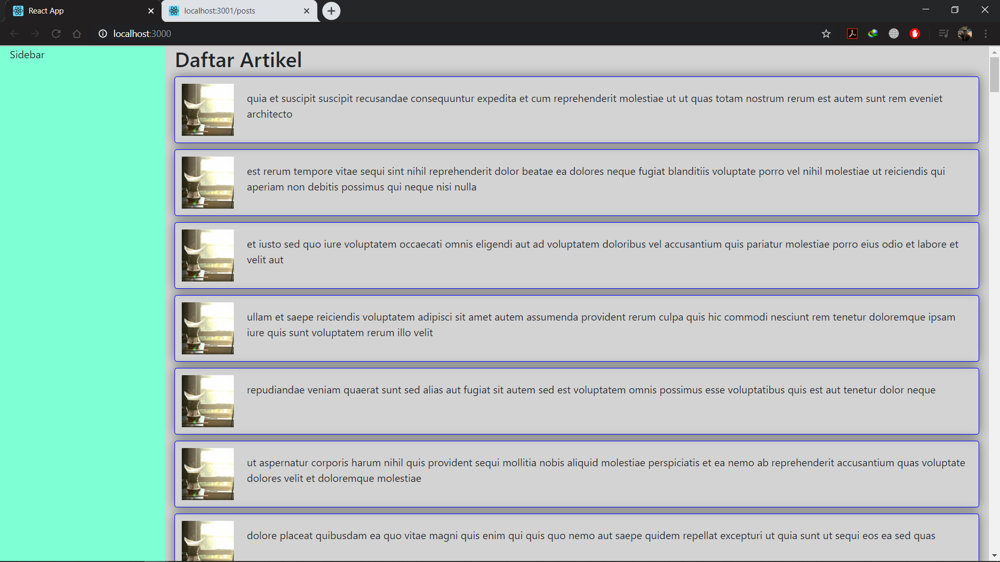 React App
localhost:3001/posts
localhost:3000
Sidebar
Daftar Artikel
quia et suscipit suscipit recusandae consequuntur expedita et cum reprehenderit molestiae ut ut quas totam nostrum rerum est autem sunt rem eveniet
architecto
est rerum tempore vitae sequi sint nihil reprehenderit dolor beatae ea dolores neque fugiat blanditiis voluptate porro vel nihil molestiae ut reiciendis qui
aperiam non debitis possimus qui neque nisi nulla
et iusto sed quo iure voluptatem occaecati omnis eligendi aut ad voluptatem doloribus vel accusantium quis pariatur molestiae porro eius odio et labore et
velit aut
ullam et saepe reiciendis voluptatem adipisci sit amet autem assumenda provident rerum culpa quis hic commodi nesciunt rem tenetur doloremque ipsam
iure quis sunt voluptatem rerum illo velit
repudiandae veniam quaerat sunt sed alias aut fugiat sit autem sed est voluptatem omnis possimus esse voluptatibus quis est aut tenetur dolor neque
ut aspernatur corporis harum nihil quis provident sequi mollitia nobis aliquid molestiae perspiciatis et ea nemo ab reprehenderit accusantium quas voluptate
dolores velit et doloremque molestiae
dolore placeat quibusdam ea quo vitae magni quis enim qui quis quo nemo aut saepe quidem repellat excepturi ut quia sunt ut sequi eos ea sed quas